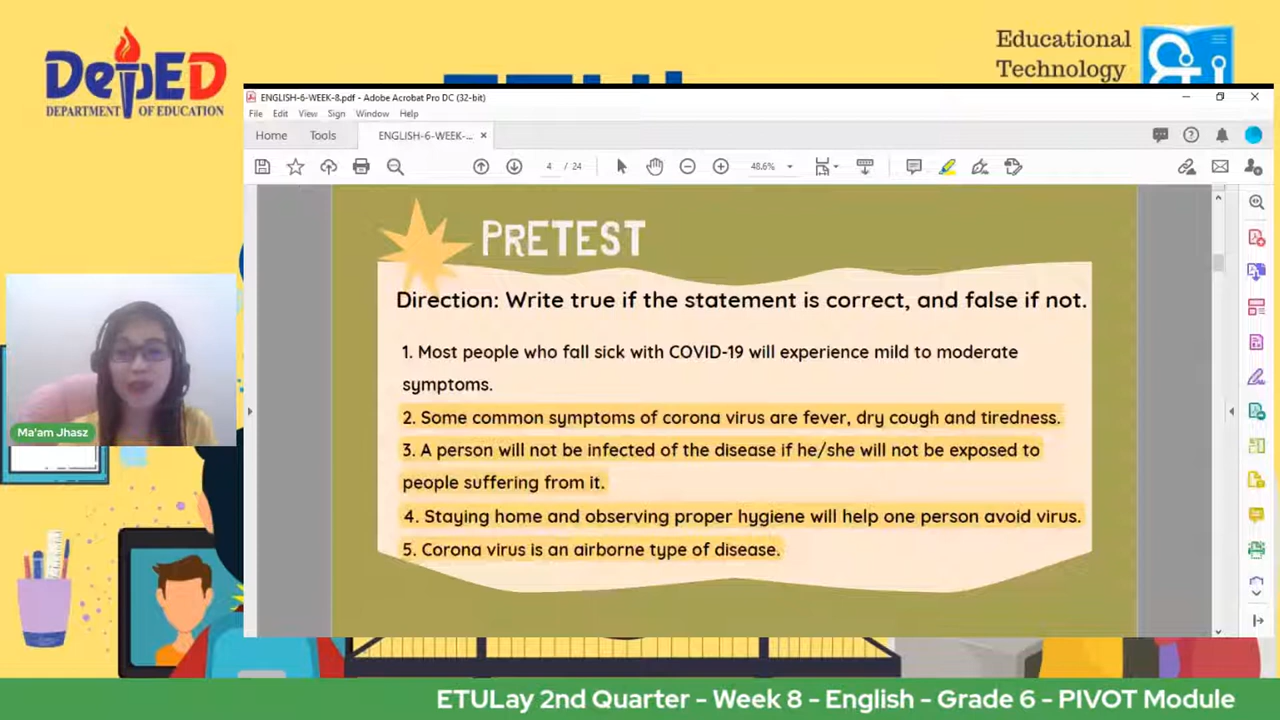 DepED
DEPARTMENT OF EDUCATION
Educational
Technology
ENGLISH-6-WEEK-8.pdf - Adobe Acrobat Pro DC (32-bit)
File Edit View Sign Window Help
Home Tools ENGLISH-6-WEEK-...
4 / 24 48.6%
PRETEST
Direction: Write true if the statement is correct, and false if not.
1. Most people who fall sick with COVID-19 will experience mild to moderate
symptoms.
2. Some common symptoms of corona virus are fever, dry cough and tiredness.
3. A person will not be infected of the disease if he/she will not be exposed to
people suffering from it.
4. Staying home and observing proper hygiene will help one person avoid virus.
5. Corona virus is an airborne type of disease.
Ma'am Jhasz
ETULay 2nd Quarter - Week 8 - English - Grade 6 - PIVOT Module